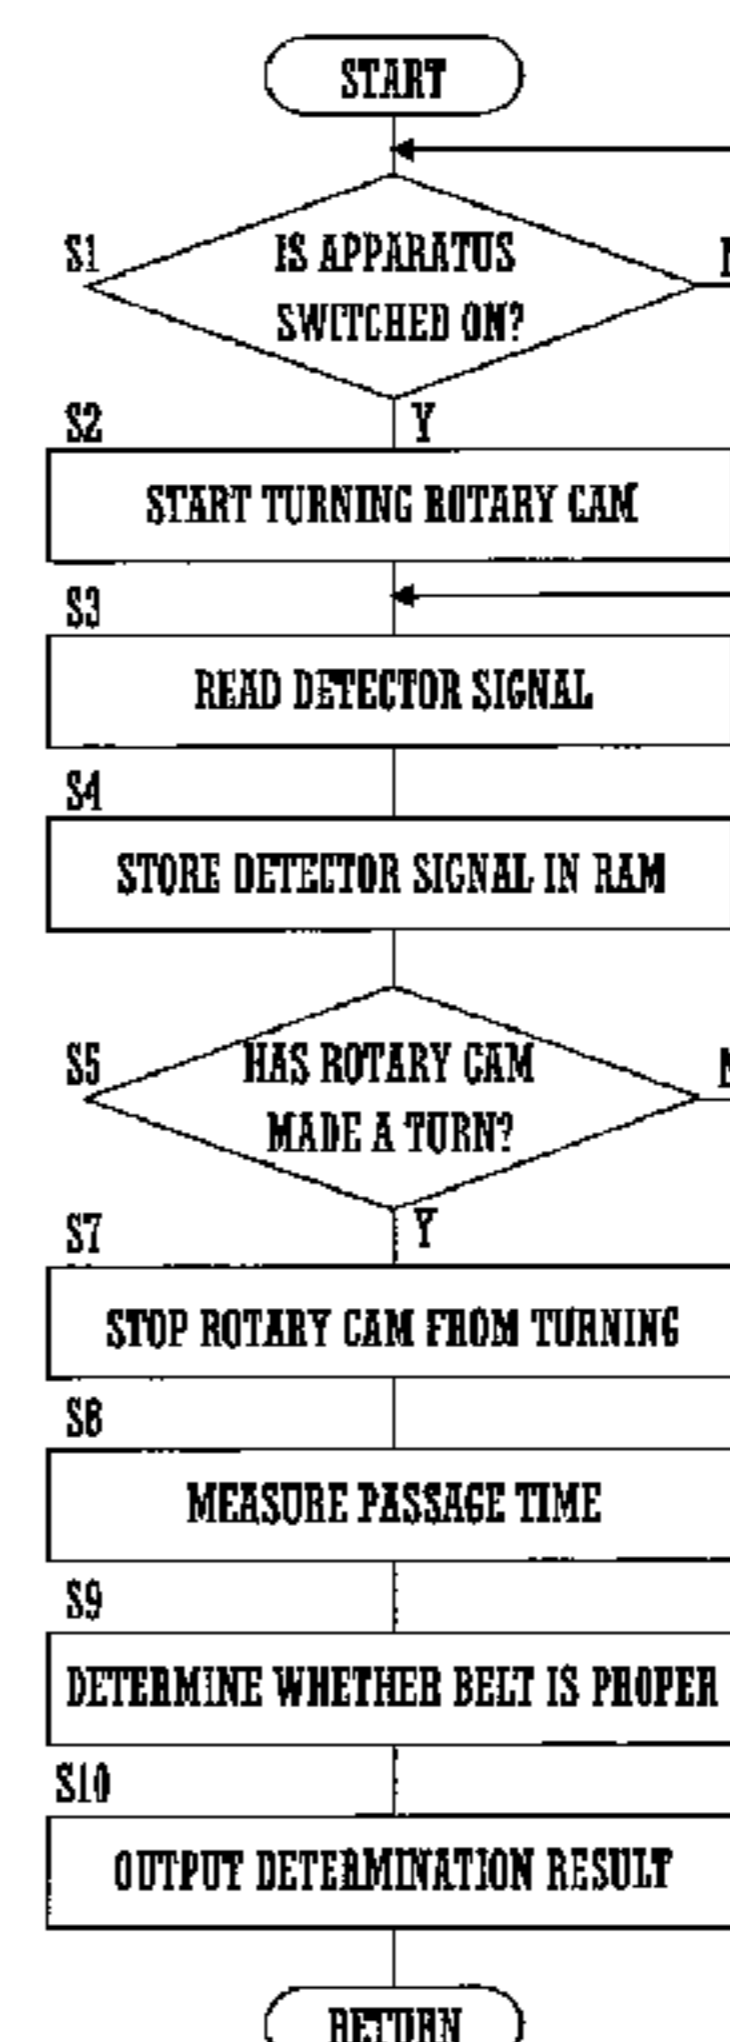 START
S1
IS APPARATUS
SWITCHED ON?
S2
Y
START TURNING ROTARY CAM
S3
READ DETECTOR SIGNAL
S4
STORE DETECTOR SIGNAL IN RAM
S5
HAS ROTARY CAM
MADE A TURN?
S7
Y
STOP ROTARY CAM FROM TURNING
S8
MEASURE PASSAGE TIME
S9
DETERMINE WHETHER BELT IS PROPER
S10
OUTPUT DETERMINATION RESULT
RETURN